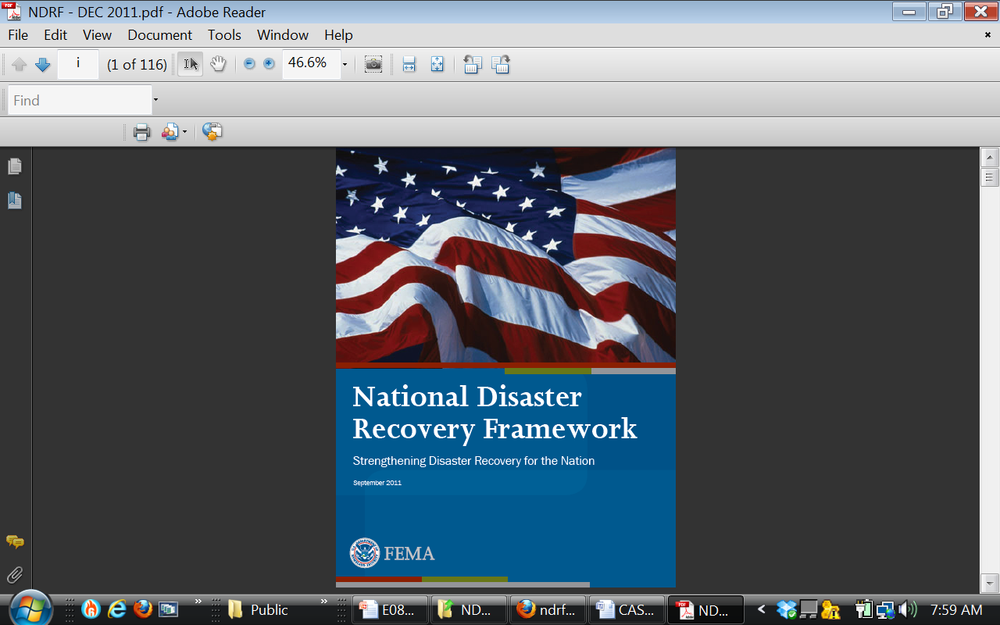 NDRF - DEC 2011.pdf - Adobe Reader
File Edit View Document Tools Window Help
i (1 of 116) 46.6%
Find
National Disaster
Recovery Framework
Strengthening Disaster Recovery for the Nation
September 2011
FEMA
Public E08... ND... ndrf... CAS... ND... 7:59 AM